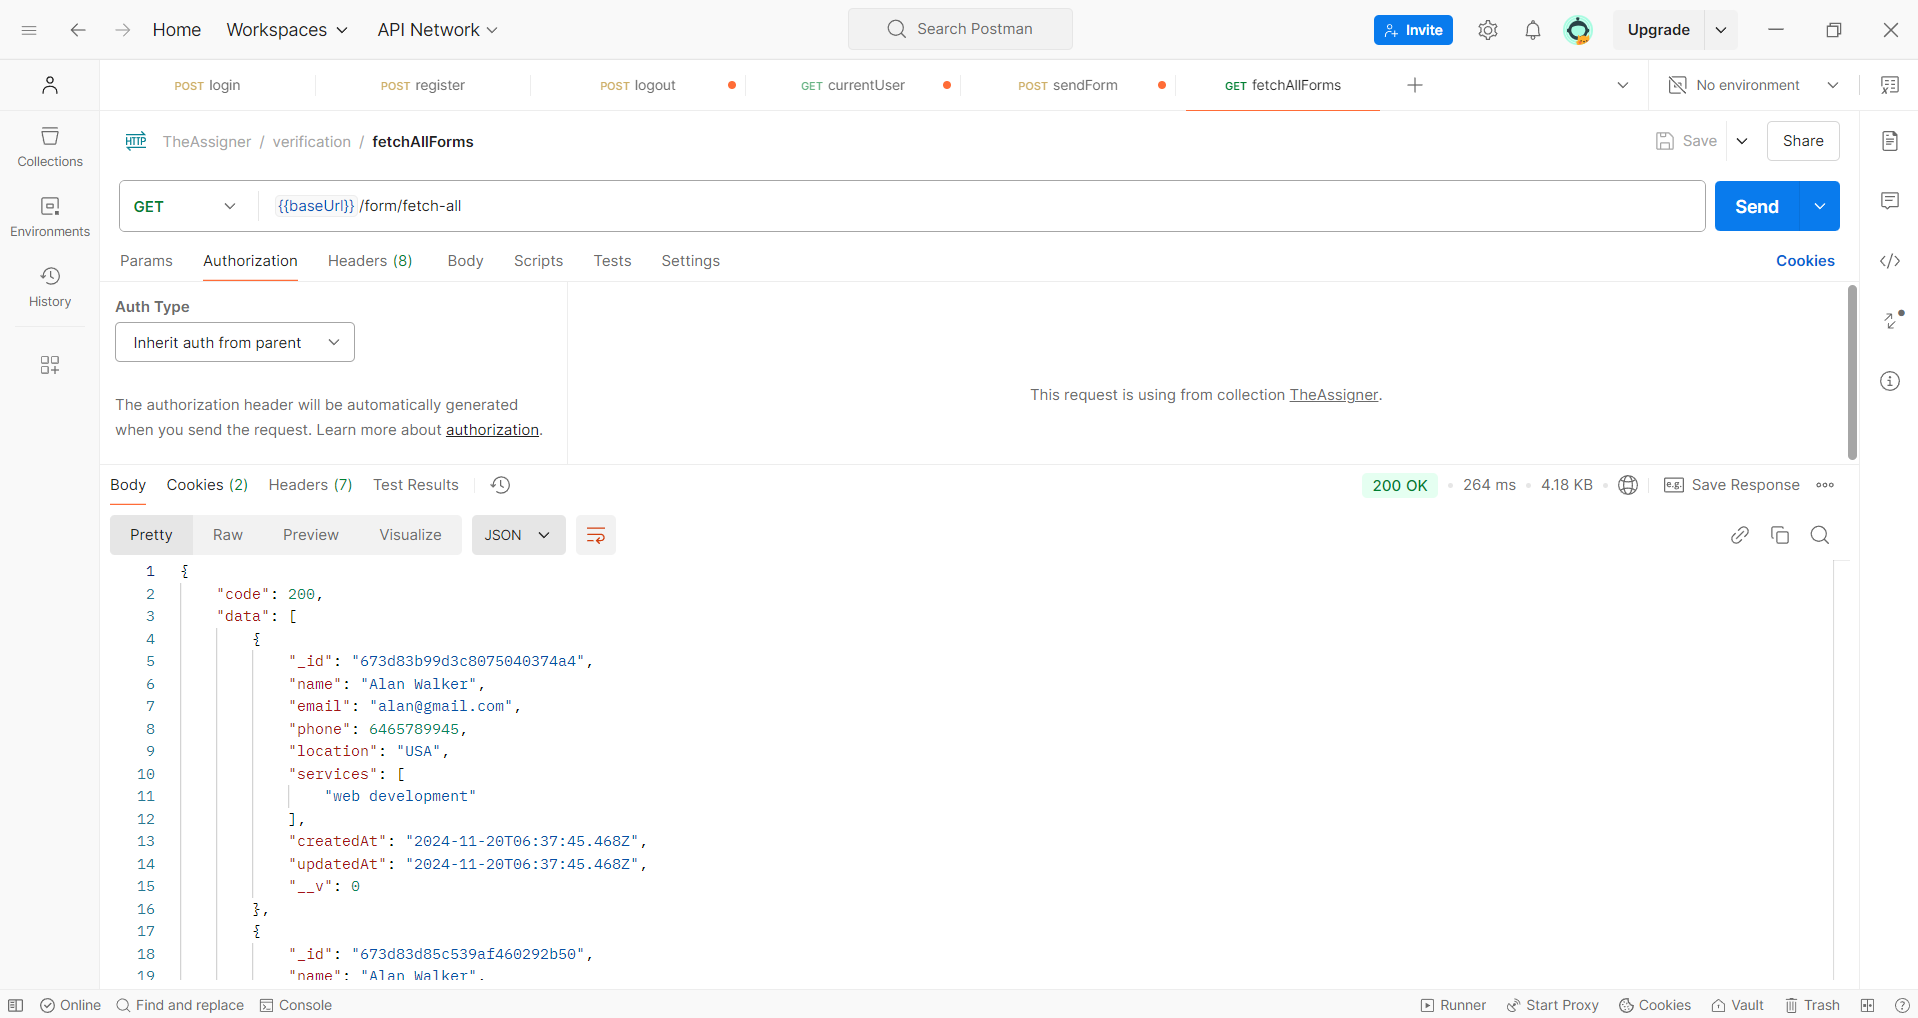 Home Workspaces API Network Search Postman Invite Upgrade
POST login POST register POST logout GET currentUser POST sendForm GET fetchAllForms No environment
Collections
Environments
History
HTTP TheAssigner / verification / fetchAllForms Save Share
GET {{baseUrl}} /form/fetch-all Send
Params Authorization Headers (8) Body Scripts Tests Settings Cookies
Auth Type
Inherit auth from parent
This request is using from collection TheAssigner.
The authorization header will be automatically generated
when you send the request. Learn more about authorization.
Body Cookies (2) Headers (7) Test Results 200 OK 264 ms 4.18 KB e.g. Save Response
Pretty Raw Preview Visualize JSON
1 {
2 "code": 200,
3 "data": [
4 {
5 "_id": "673d83b99d3c8075040374a4",
6 "name": "Alan Walker",
7 "email": "alan@gmail.com",
8 "phone": 6465789945,
9 "location": "USA",
10 "services": [
11 "web development"
12 ],
13 "createdAt": "2024-11-20T06:37:45.468Z",
14 "updatedAt": "2024-11-20T06:37:45.468Z",
15 "__v": 0
16 },
17 {
18 "_id": "673d83d85c539af460292b50",
19 "name": "Alan Walker",
Online Find and replace Console Runner Start Proxy Cookies Vault Trash